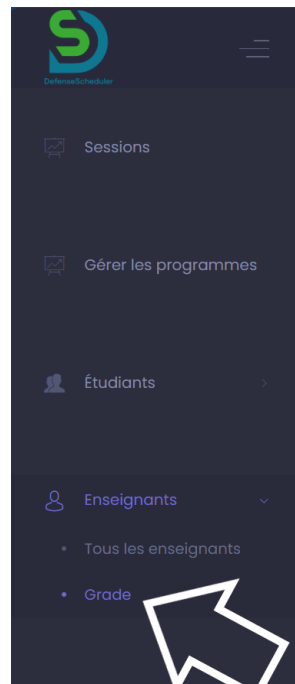 DefenseScheduler
Sessions
Gérer les programmes
Étudiants
Enseignants
Tous les enseignants
Grade